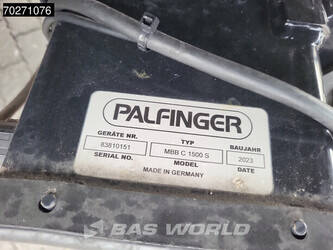 70271076
PALFINGER
GERÄTE NR. TYP BAUJAHR
83810151 MBB C 1500 S 2023
SERIAL NO. MODEL DATE
MADE IN GERMANY
BAS WORLD